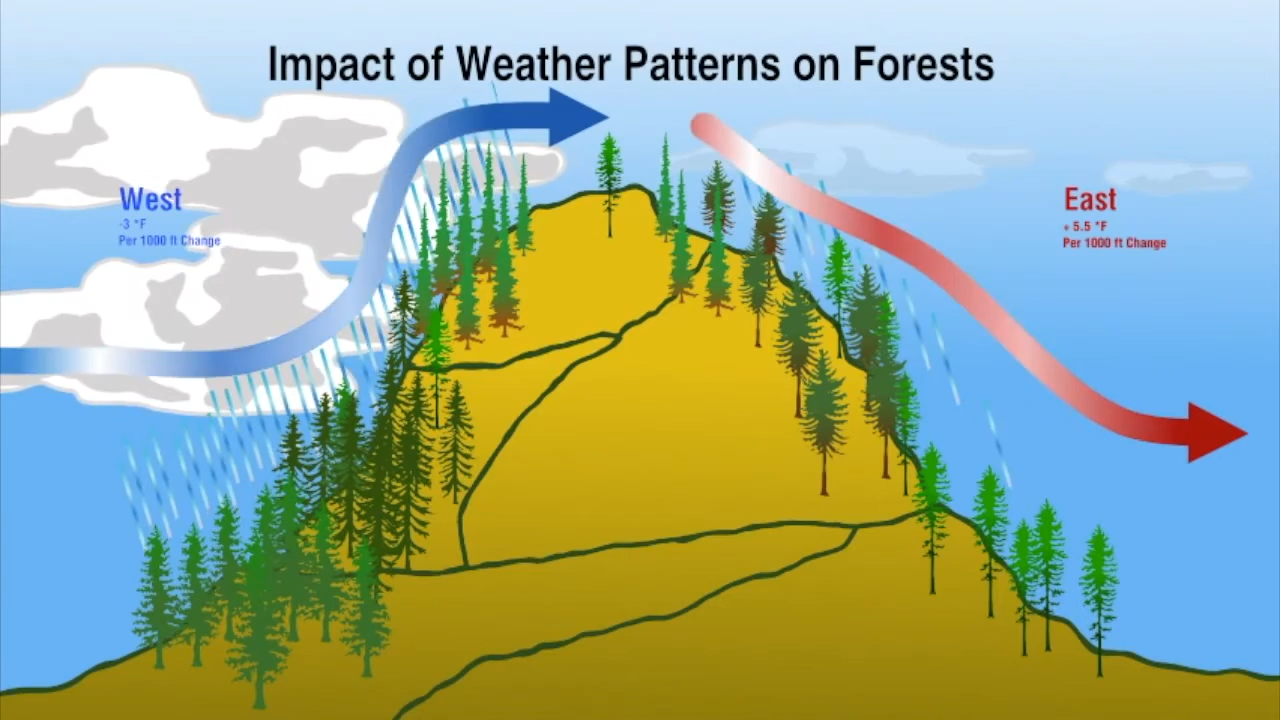 Impact of Weather Patterns on Forests
West
-3 °F
Per 1000 ft Change
East
+ 5.5 °F
Per 1000 ft Change